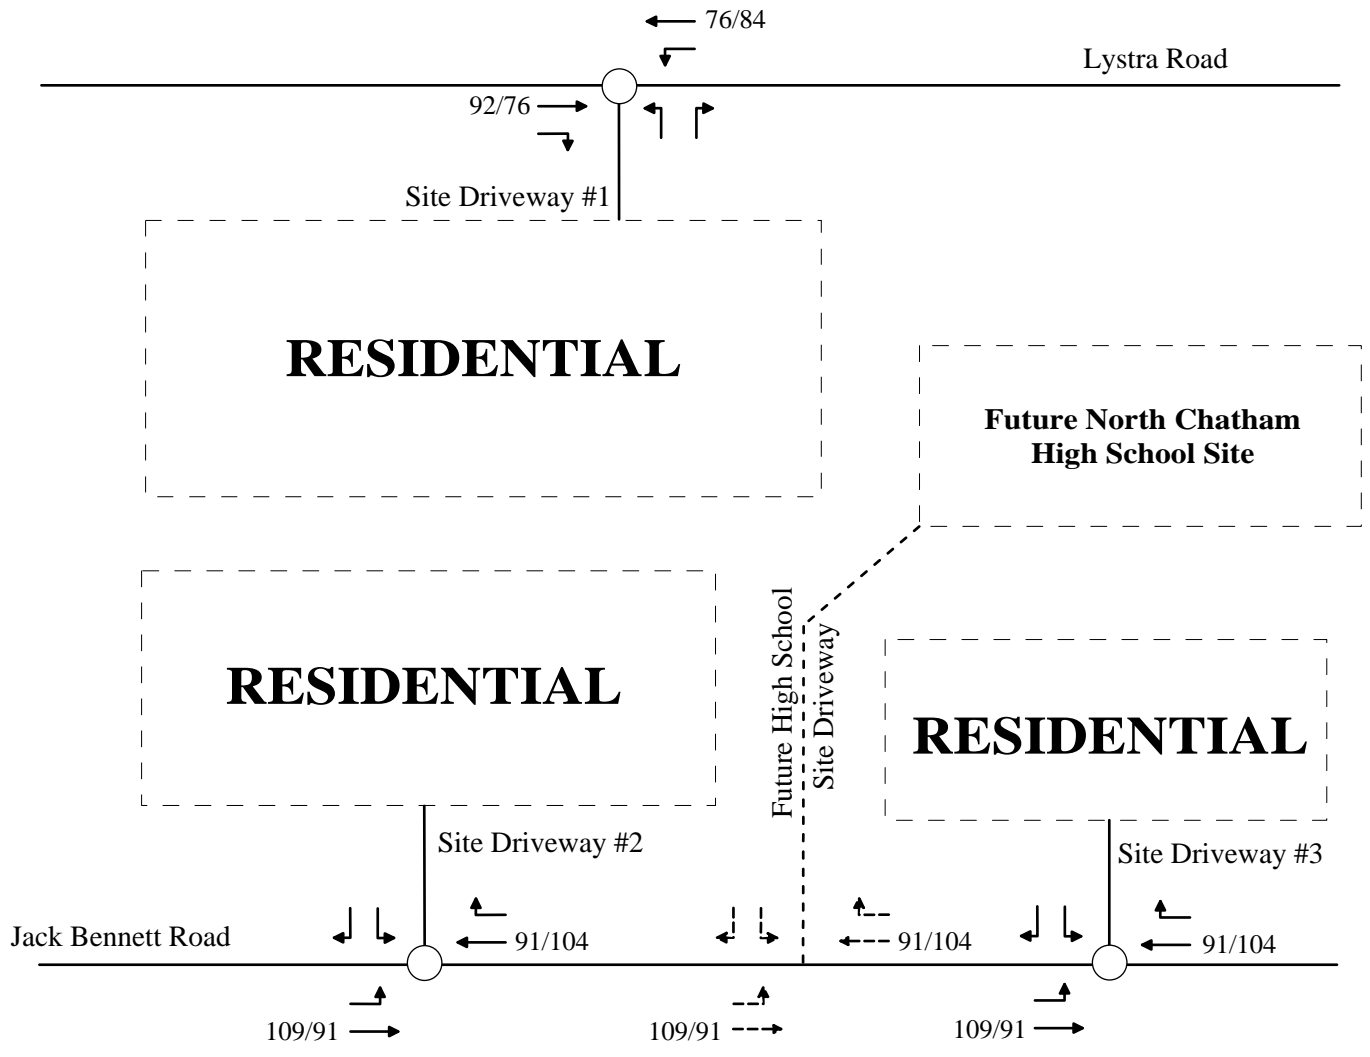 76/84
Lystra Road
92/76
Site Driveway #1
RESIDENTIAL
Future North Chatham
High School Site
RESIDENTIAL
Future High School
Site Driveway
RESIDENTIAL
Site Driveway #2
Site Driveway #3
Jack Bennett Road
91/104
91/104
91/104
109/91
109/91
109/91